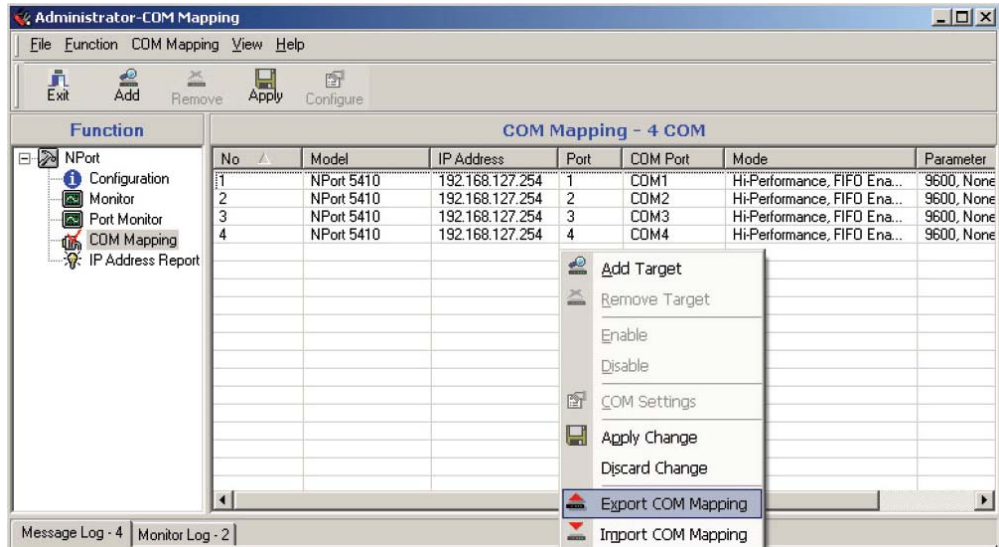 Administrator-COM Mapping
File Function COM Mapping View Help
Exit Add Remove Apply Configure
Function
COM Mapping - 4 COM
NPort
Configuration
Monitor
Port Monitor
COM Mapping
IP Address Report
No Model IP Address Port COM Port Mode Parameter
1 NPort 5410 192.168.127.254 1 COM1 Hi-Performance, FIFO Ena... 9600, None
2 NPort 5410 192.168.127.254 2 COM2 Hi-Performance, FIFO Ena... 9600, None
3 NPort 5410 192.168.127.254 3 COM3 Hi-Performance, FIFO Ena... 9600, None
4 NPort 5410 192.168.127.254 4 COM4 Hi-Performance, FIFO Ena... 9600, None
Add Target
Remove Target
Enable
Disable
COM Settings
Apply Change
Discard Change
Export COM Mapping
Import COM Mapping
Message Log - 4 Monitor Log - 2